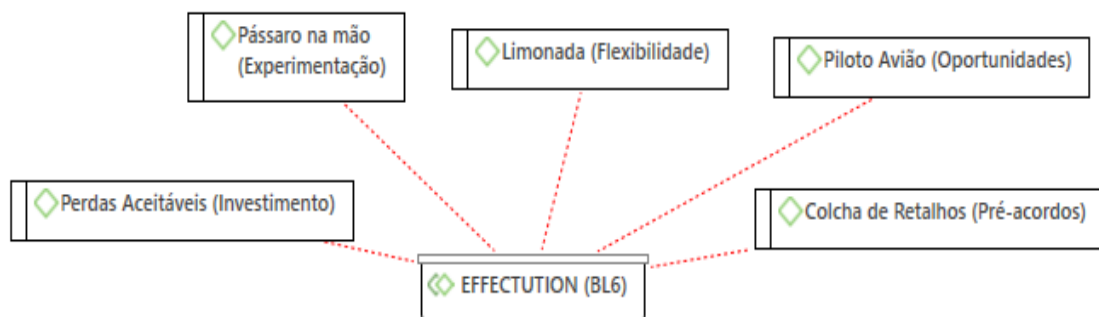 Pássaro na mão
(Experimentação)
Limonada (Flexibilidade)
Piloto Avião (Oportunidades)
Perdas Aceitáveis (Investimento)
Colcha de Retalhos (Pré-acordos)
EFFECTUTION (BL6)